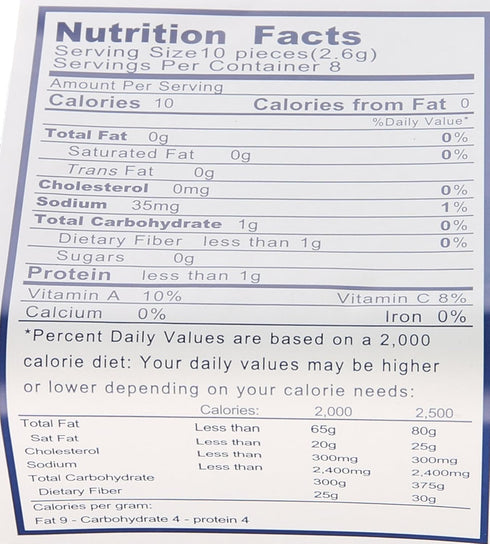 Nutrition Facts
Serving Size10 pieces(2.6g)
Servings Per Container 8
Amount Per Serving
Calories 10 Calories from Fat 0
%Daily Value*
Total Fat 0g 0%
Saturated Fat 0g 0%
Trans Fat 0g
Cholesterol 0mg 0%
Sodium 35mg 1%
Total Carbohydrate 1g 0%
Dietary Fiber less than 1g 0%
Sugars 0g
Protein less than 1g
Vitamin A 10% Vitamin C 8%
Calcium 0% Iron 0%
*Percent Daily Values are based on a 2,000
calorie diet: Your daily values may be higher
or lower depending on your calorie needs:
Calories: 2,000 2,500
Total Fat Less than 65g 80g
Sat Fat Less than 20g 25g
Cholesterol Less than 300mg 300mg
Sodium Less than 2,400mg 2,400mg
Total Carbohydrate 300g 375g
Dietary Fiber 25g 30g
Calories per gram:
Fat 9 - Carbohydrate 4 - protein 4